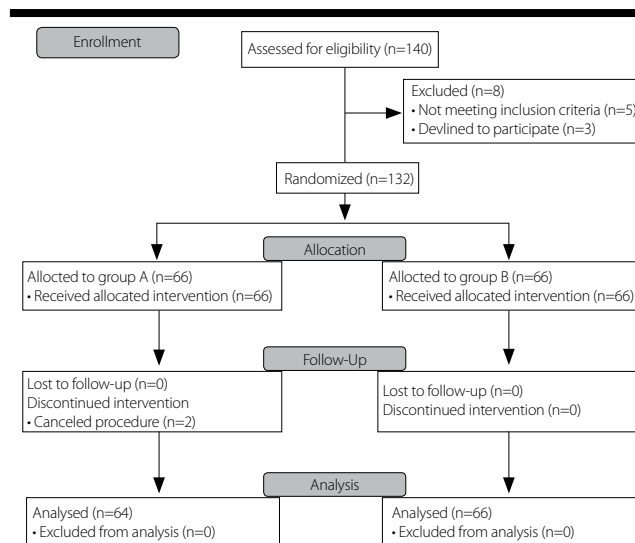 Enrollment
Assessed for eligibility (n=140)
Excluded (n=8)
• Not meeting inclusion criteria (n=5)
• Devlined to participate (n=3)
Randomized (n=132)
Allocation
Allocted to group A (n=66)
• Received allocated intervention (n=66)
Allocated to group B (n=66)
• Received allocated intervention (n=66)
Follow-Up
Lost to follow-up (n=0)
Discontinued intervention
• Canceled procedure (n=2)
Lost to follow-up (n=0)
Discontinued intervention (n=0)
Analysis
Analysed (n=64)
• Excluded from analysis (n=0)
Analysed (n=66)
• Excluded from analysis (n=0)